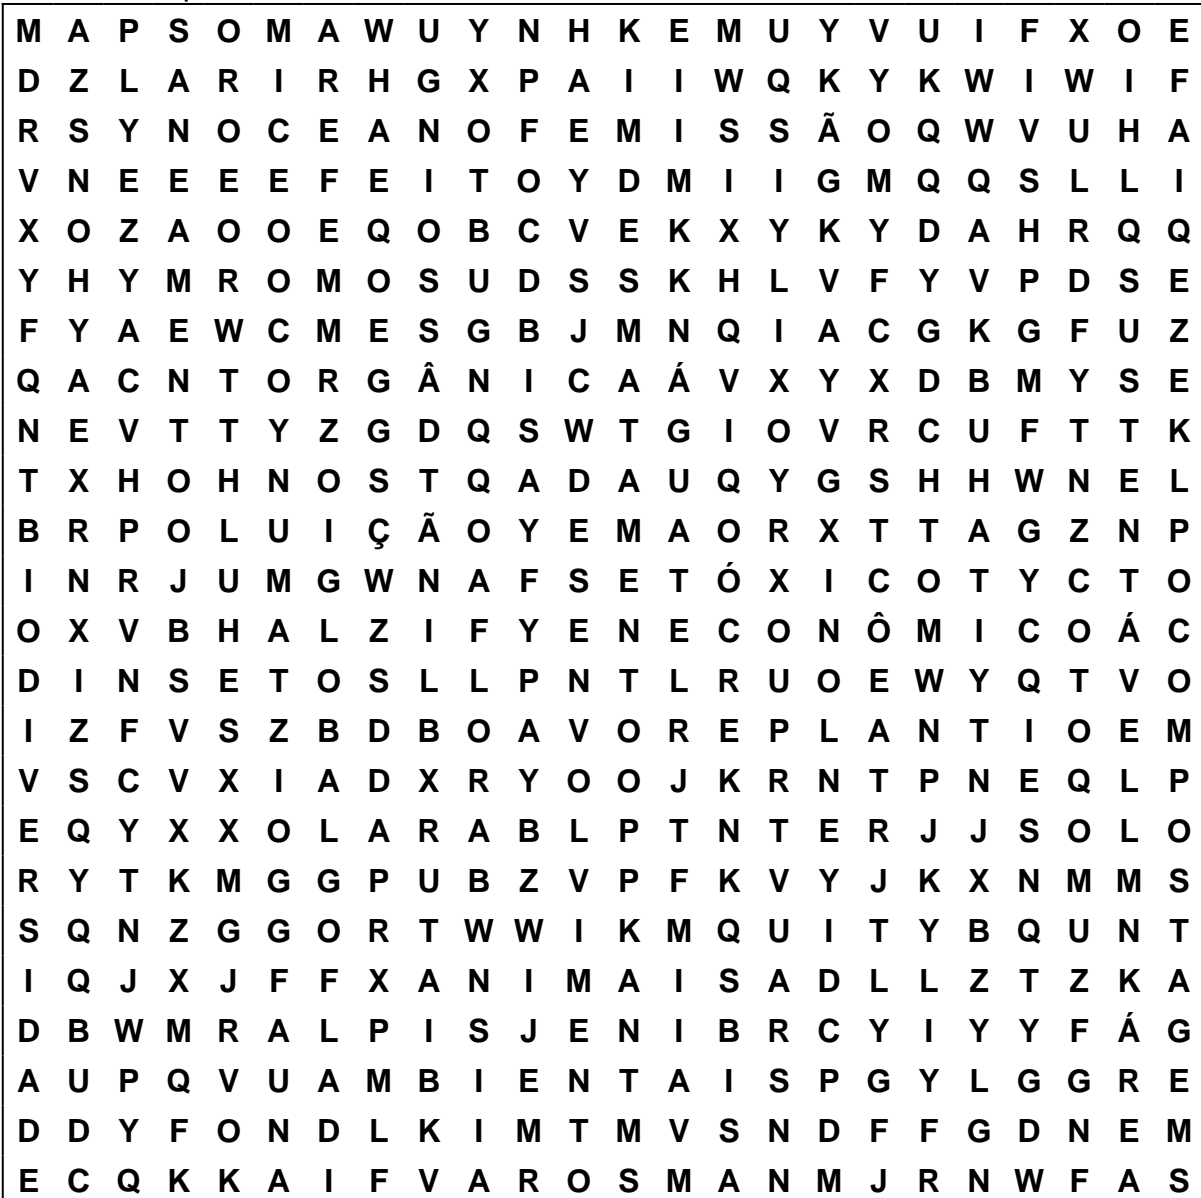 M A P S O M A W U Y N H K E M U Y V U I F X O E
D Z L A R I R H G X P A I I W Q K Y K W I W I F
R S Y N O C E A N O F E M I S S Ã O Q W V U H A
V N E E E E F E I T O Y D M I I G M Q Q S L L I
X O Z A O O E Q O B C V E K X Y K Y D A H R Q Q
Y H Y M R O M O S U D S S K H L V F Y V P D S E
F Y A E W C M E S G B J M N Q I A C G K G F U Z
Q A C N T O R G Â N I C A Á V X Y X D B M Y S E
N E V T T Y Z G D Q S W T G I O V R C U F T T K
T X H O H N O S T Q A D A U Q Y G S H H W N E L
B R P O L U I Ç Ã O Y E M A O R X T T A G Z N P
I N R J U M G W N A F S E T Ó X I C O T Y C T O
O X V B H A L Z I F Y E N E C O N Ô M I C O Á C
D I N S E T O S L L P N T L R U O E W Y Q T V O
I Z F V S Z B D B O A V O R E P L A N T I O E M
V S C V X I A D X R Y O O J K R N T P N E Q L P
E Q Y X X O L A R A B L P T N T E R J J S O L O
R Y T K M G G P U B Z V P F K V Y J K X N M M S
S Q N Z G G O R T W W I K M Q U I T Y B Q U N T
I Q J X J F F X A N I M A I S A D L L Z T Z K A
D B W M R A L P I S J E N I B R C Y I Y Y F Á G
A U P Q V U A M B I E N T A I S P G Y L G G R E
D D Y F O N D L K I M T M V S N D F F G D N E M
E C Q K K A I F V A R O S M A N M J R N W F A S